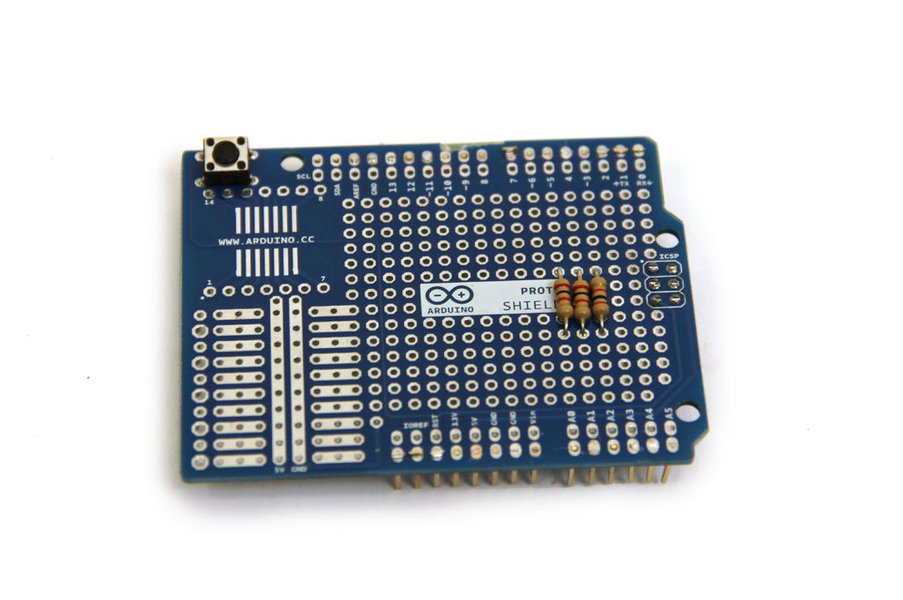 SCL
SDA
AREF
GND
13
12
~11
~10
~9
8
7
~6
~5
4
~3
2
TX 1
RX 0
14
8
WWW.ARDUINO.CC
ICSP
1
7
PROT
ARDUINO
SHIEL
IOREF
RST
3.3V
5V
GND
GND
Vin
A0
A1
A2
A3
A4
A5
5V GND